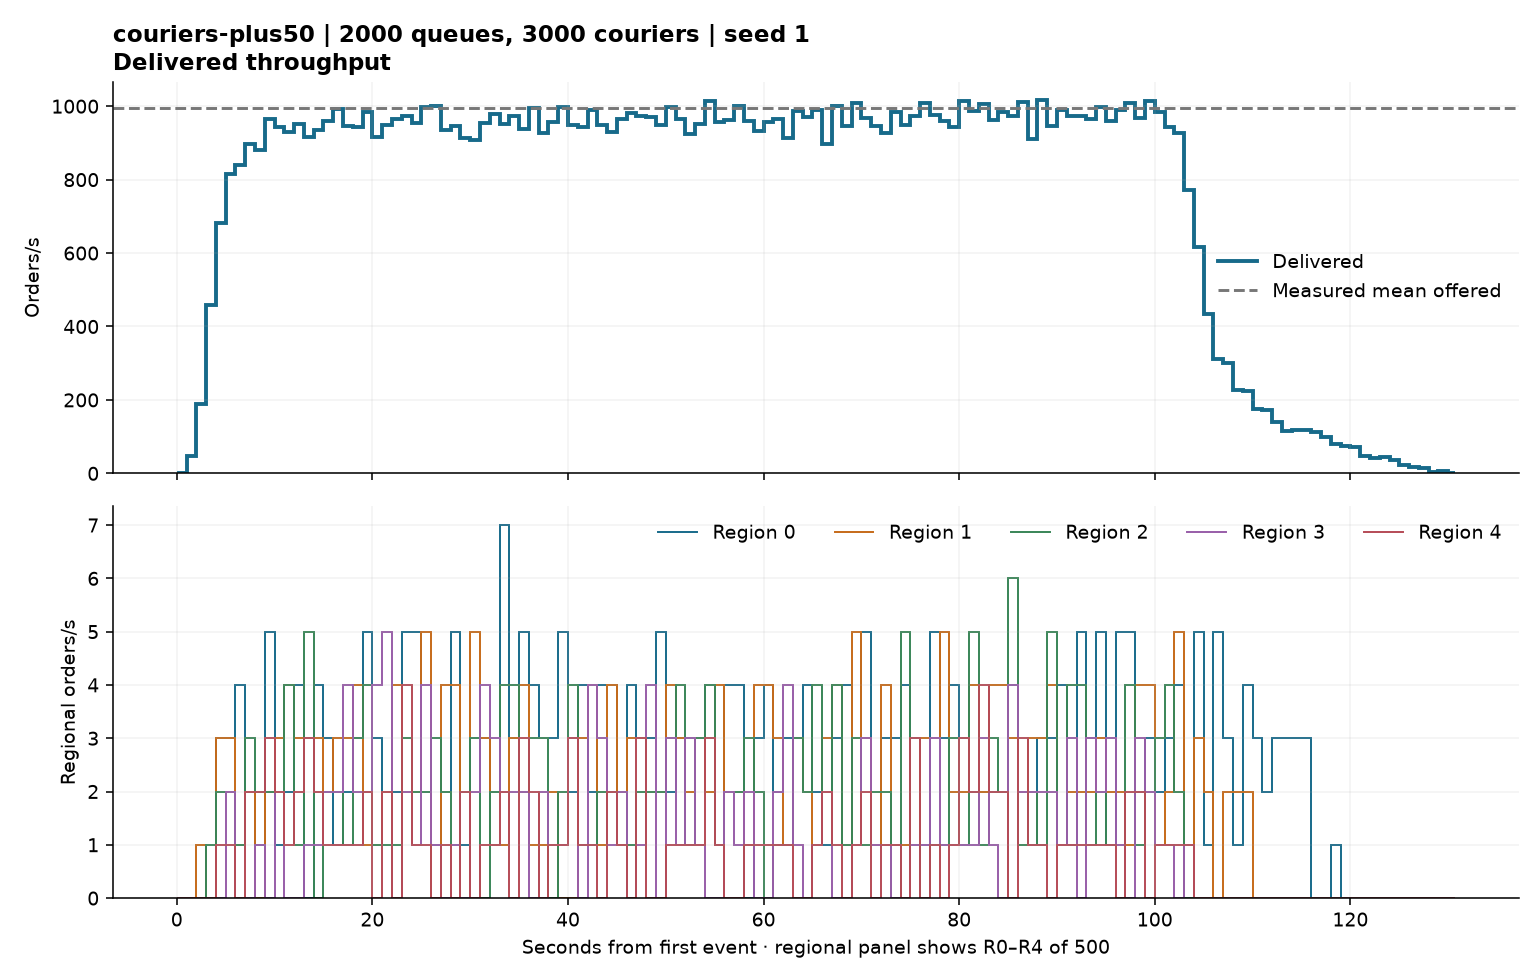 couriers-plus50 | 2000 queues, 3000 couriers | seed 1
Delivered throughput
Orders/s
1000
800
600
400
200
0
Delivered
Measured mean offered
Regional orders/s
7
6
5
4
3
2
1
0
Region 0
Region 1
Region 2
Region 3
Region 4
0
20
40
60
80
100
120
Seconds from first event · regional panel shows R0–R4 of 500